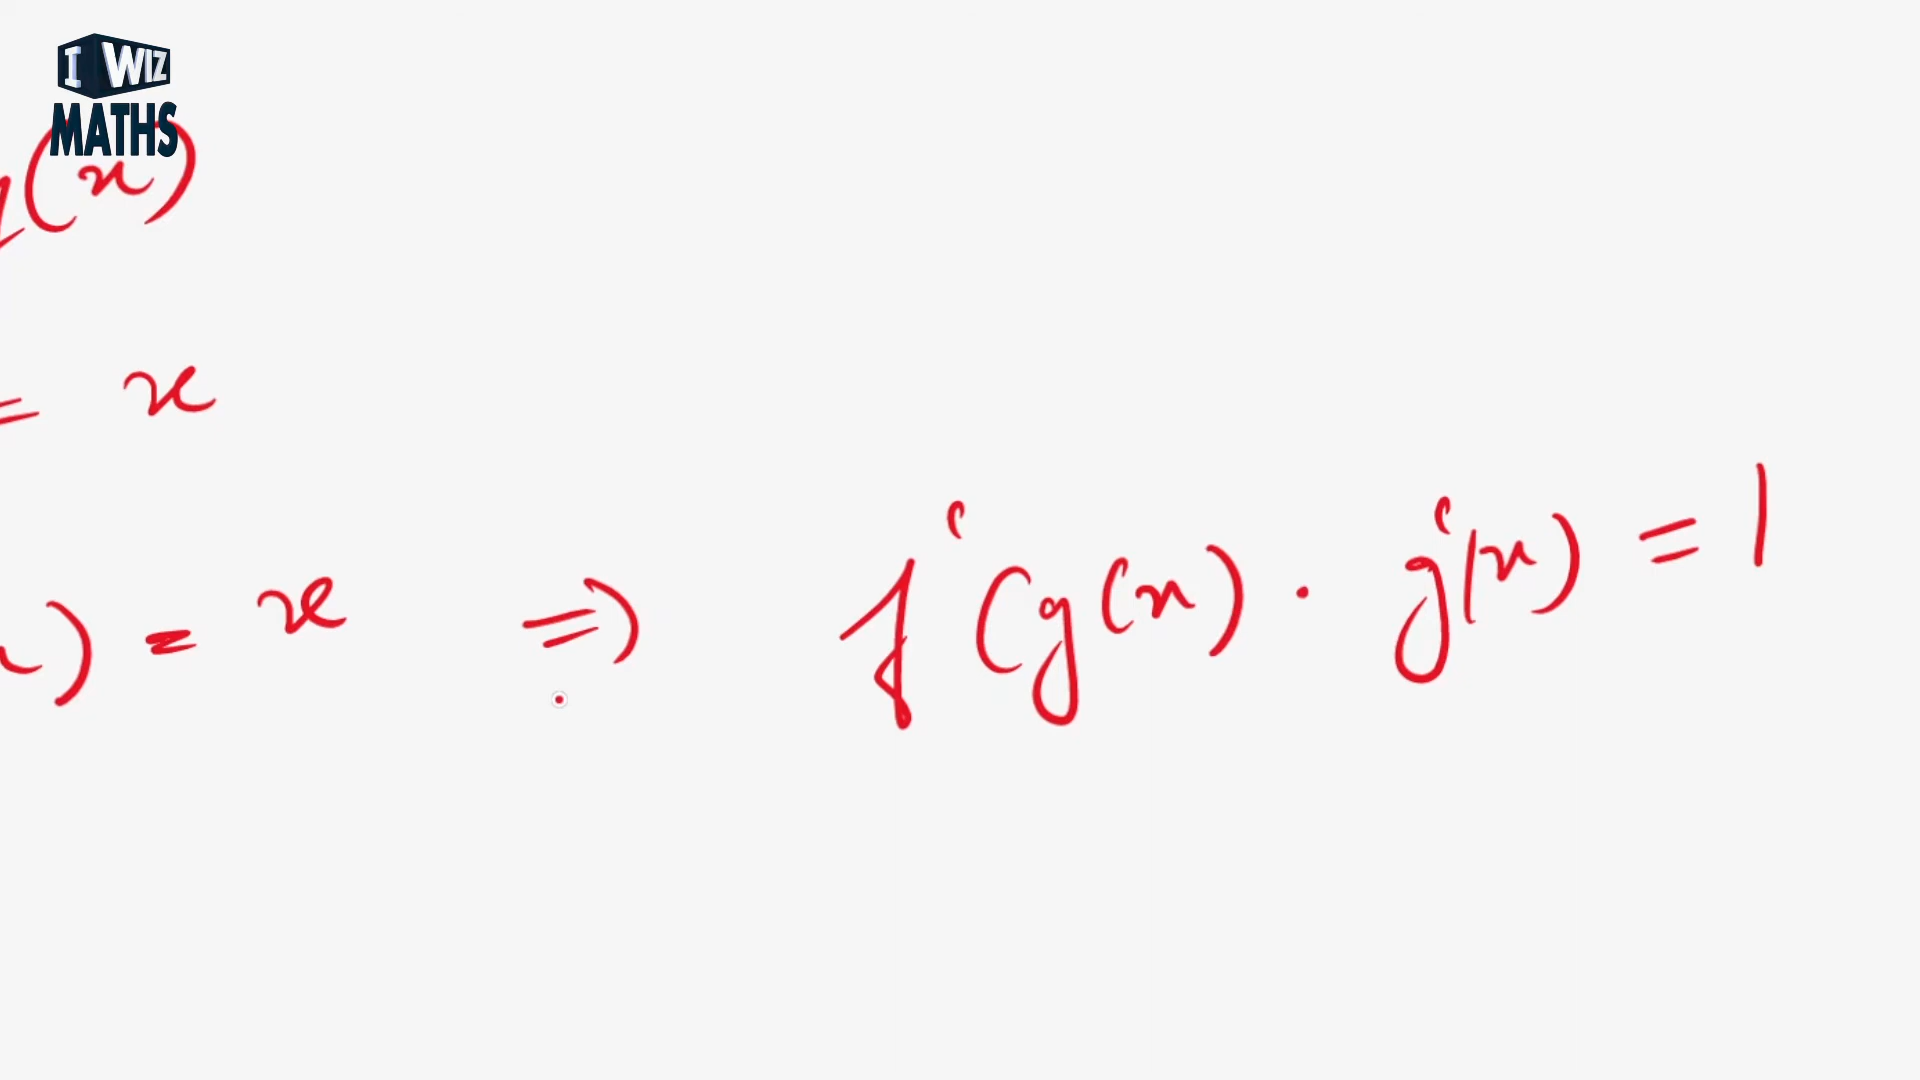 I WIZ
MATHS
(x)
= x
) = x ⇒ f'(g(x) · g'(x) = 1